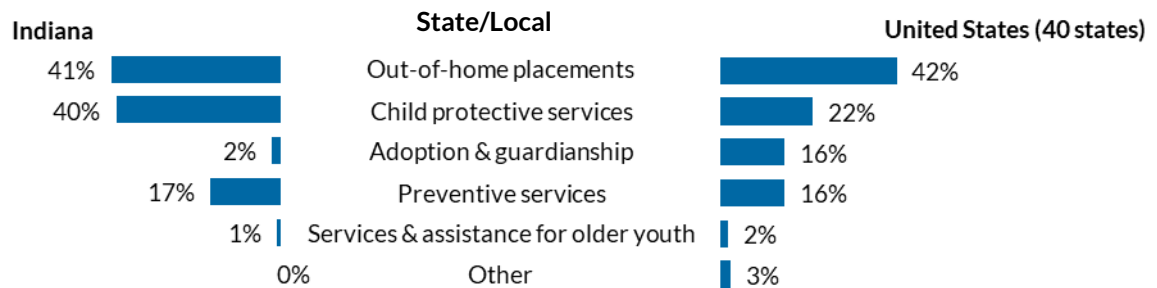 State/Local
Indiana
United States (40 states)
41% Out-of-home placements 42%
40% Child protective services 22%
2% Adoption & guardianship 16%
17% Preventive services 16%
1% Services & assistance for older youth 2%
0% Other 3%